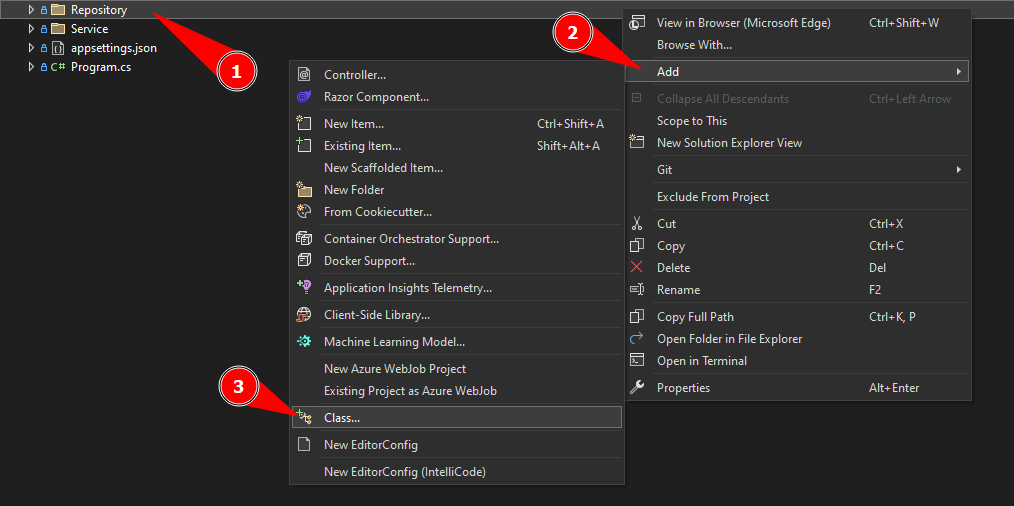 Repository
Service
appsettings.json
C# Program.cs
1
2
View in Browser (Microsoft Edge) Ctrl+Shift+W
Browse With...
Add
Collapse All Descendants Ctrl+Left Arrow
Scope to This
New Solution Explorer View
Git
Exclude From Project
Cut Ctrl+X
Copy Ctrl+C
Delete Del
Rename F2
Copy Full Path Ctrl+K, P
Open Folder in File Explorer
Open in Terminal
Properties Alt+Enter
Controller...
Razor Component...
New Item... Ctrl+Shift+A
Existing Item... Shift+Alt+A
New Scaffolded Item...
New Folder
From Cookiecutter...
Container Orchestrator Support...
Docker Support...
Application Insights Telemetry...
Client-Side Library...
Machine Learning Model...
New Azure WebJob Project
Existing Project as Azure WebJob
3
Class...
New EditorConfig
New EditorConfig (IntelliCode)